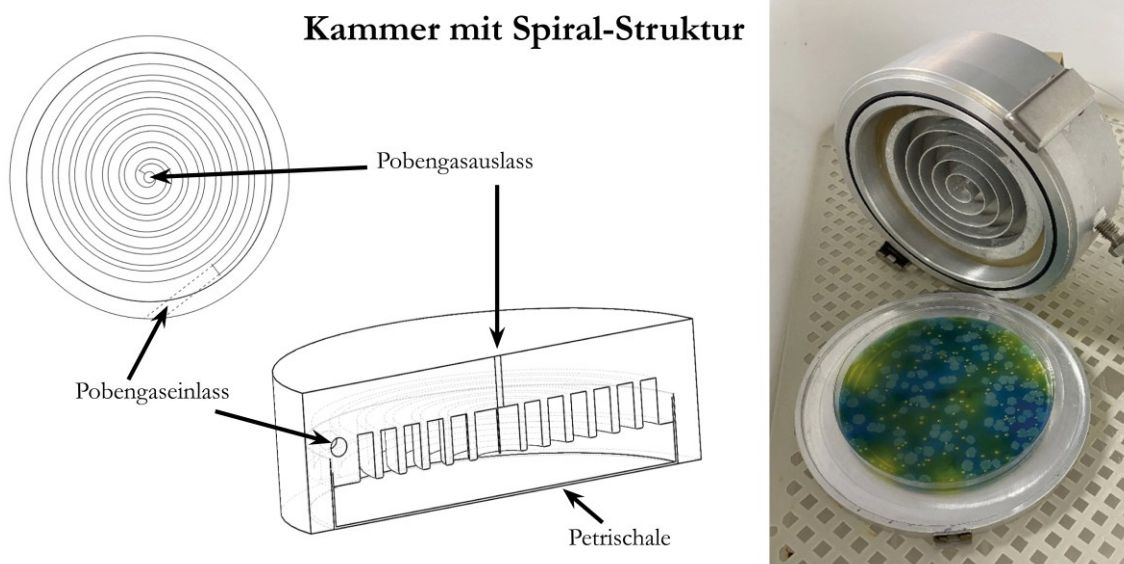 Kammer mit Spiral-Struktur
Pobengasauslass
Pobengaseinlass
Petrischale